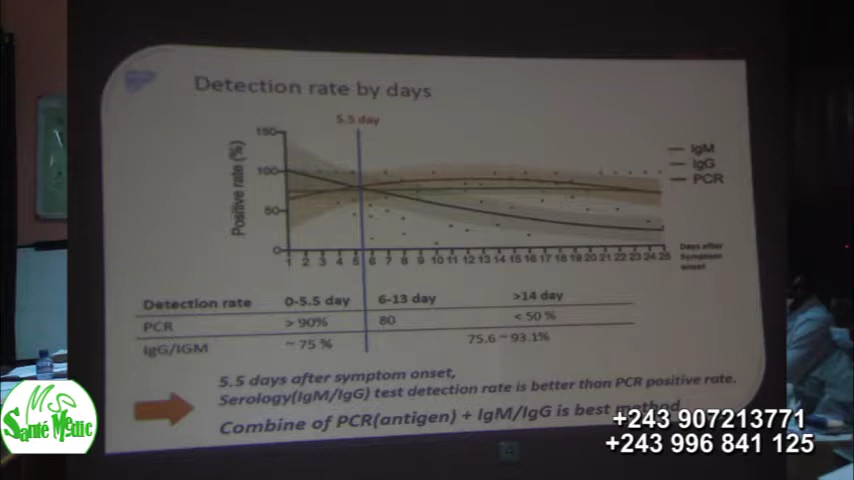 Detection rate by days
5.5 day
150
100
50
0
Positive rate (%)
IgM
IgG
PCR
1 2 3 4 5 6 7 8 9 10 11 12 13 14 15 16 17 18 19 20 21 22 23 24 25
Days after
Symptom
onset
Detection rate 0-5.5 day 6-13 day >14 day
PCR > 90% 80 < 50 %
IgG/IGM ~ 75 % 75.6 ~ 93.1%
5.5 days after symptom onset,
Serology(IgM/IgG) test detection rate is better than PCR positive rate.
Combine of PCR(antigen) + IgM/IgG is best method
+243 907213771
+243 996 841 125
MS
Santé Medic